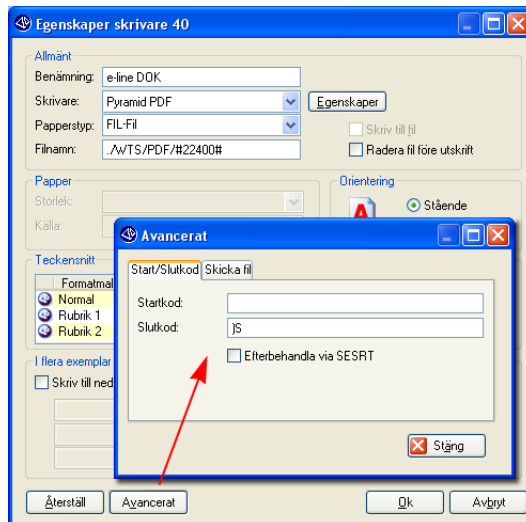 Egenskaper skrivare 40
Allmänt
Benämning: e-line DOK
Skrivare: Pyramid PDF Egenskaper
Papperstyp: FIL-Fil Skriv till fil
Filnamn: ./WTS/PDF/#22400# Radera fil före utskrift
Papper Orientering
Storlek: Stående
Källa:
Avancerat
Teckensnitt
Start/Slutkod Skicka fil
Formatmal
Startkod:
Normal
Rubrik 1
Slutkod: )S
Rubrik 2
Efterbehandla via SESRT
I flera exemplar
Skriv till ned
Stäng
Återställ Avancerat Ok Avbryt